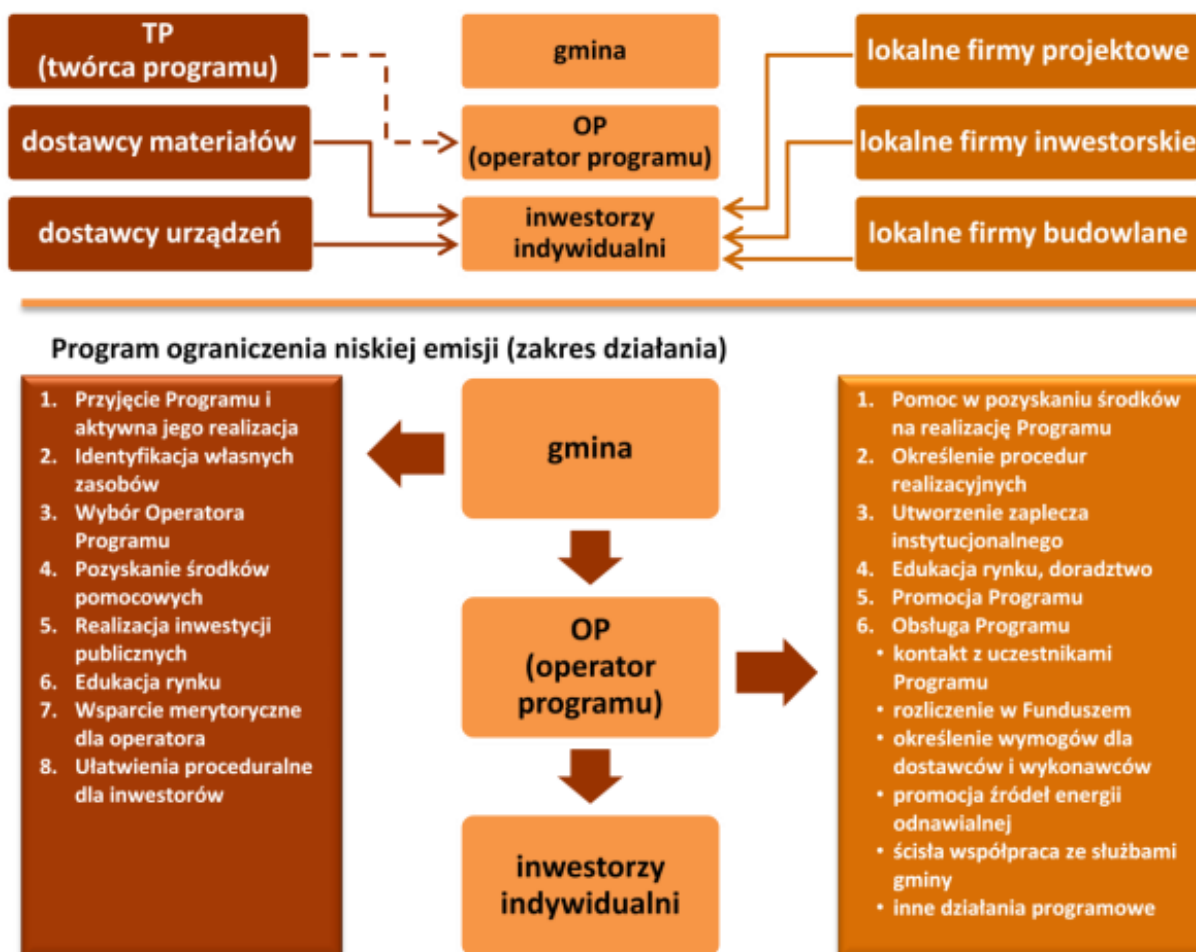 TP
(twórca programu)
gmina
lokalne firmy projektowe
dostawcy materiałów
OP
(operator programu)
lokalne firmy inwestorskie
dostawcy urządzeń
inwestorzy
indywidualni
lokalne firmy budowlane
Program ograniczenia niskiej emisji (zakres działania)
1. Przyjęcie Programu i
aktywna jego realizacja
2. Identyfikacja własnych
zasobów
3. Wybór Operatora
Programu
4. Pozyskanie środków
pomocowych
5. Realizacja inwestycji
publicznych
6. Edukacja rynku
7. Wsparcie merytoryczne
dla operatora
8. Ułatwienia proceduralne
dla inwestorów
gmina
OP
(operator
programu)
inwestorzy
indywidualni
1. Pomoc w pozyskaniu środków
na realizację Programu
2. Określenie procedur
realizacyjnych
3. Utworzenie zaplecza
instytucjonalnego
4. Edukacja rynku, doradztwo
5. Promocja Programu
6. Obsługa Programu
• kontakt z uczestnikami
Programu
• rozliczenie w Funduszem
• określenie wymogów dla
dostawców i wykonawców
• promocja źródeł energii
odnawialnej
• ścisła współpraca ze służbami
gminy
• inne działania programowe